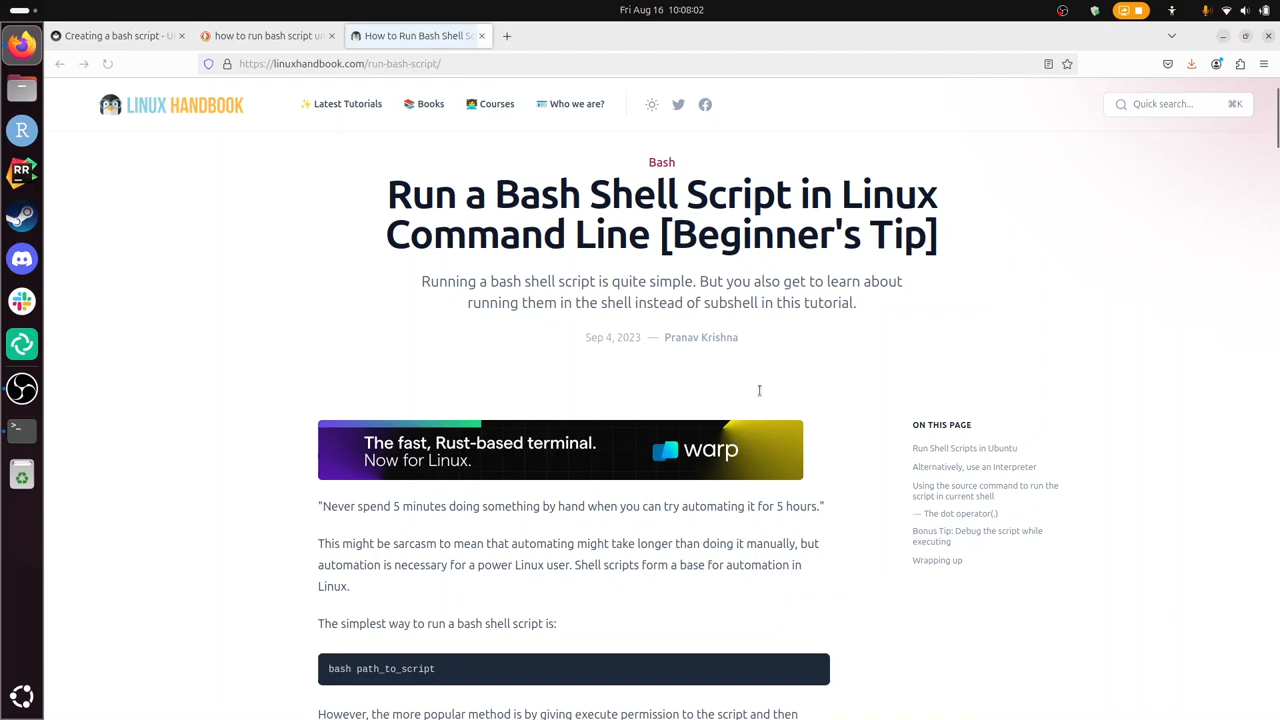 Fri Aug 16 10:08:02
Creating a bash script - U
how to run bash script un
How to Run Bash Shell Sc
https://linuxhandbook.com/run-bash-script/
LINUX HANDBOOK
✨ Latest Tutorials
📚 Books
🧑‍💻 Courses
🪪 Who we are?
Quick search...
⌘K
Bash
Run a Bash Shell Script in Linux
Command Line [Beginner's Tip]
Running a bash shell script is quite simple. But you also get to learn about
running them in the shell instead of subshell in this tutorial.
Sep 4, 2023 — Pranav Krishna
The fast, Rust-based terminal.
Now for Linux.
warp
"Never spend 5 minutes doing something by hand when you can try automating it for 5 hours."
This might be sarcasm to mean that automating might take longer than doing it manually, but
automation is necessary for a power Linux user. Shell scripts form a base for automation in
Linux.
The simplest way to run a bash shell script is:
bash path_to_script
However, the more popular method is by giving execute permission to the script and then
ON THIS PAGE
Run Shell Scripts in Ubuntu
Alternatively, use an Interpreter
Using the source command to run the
script in current shell
— The dot operator(.)
Bonus Tip: Debug the script while
executing
Wrapping up
R
RR